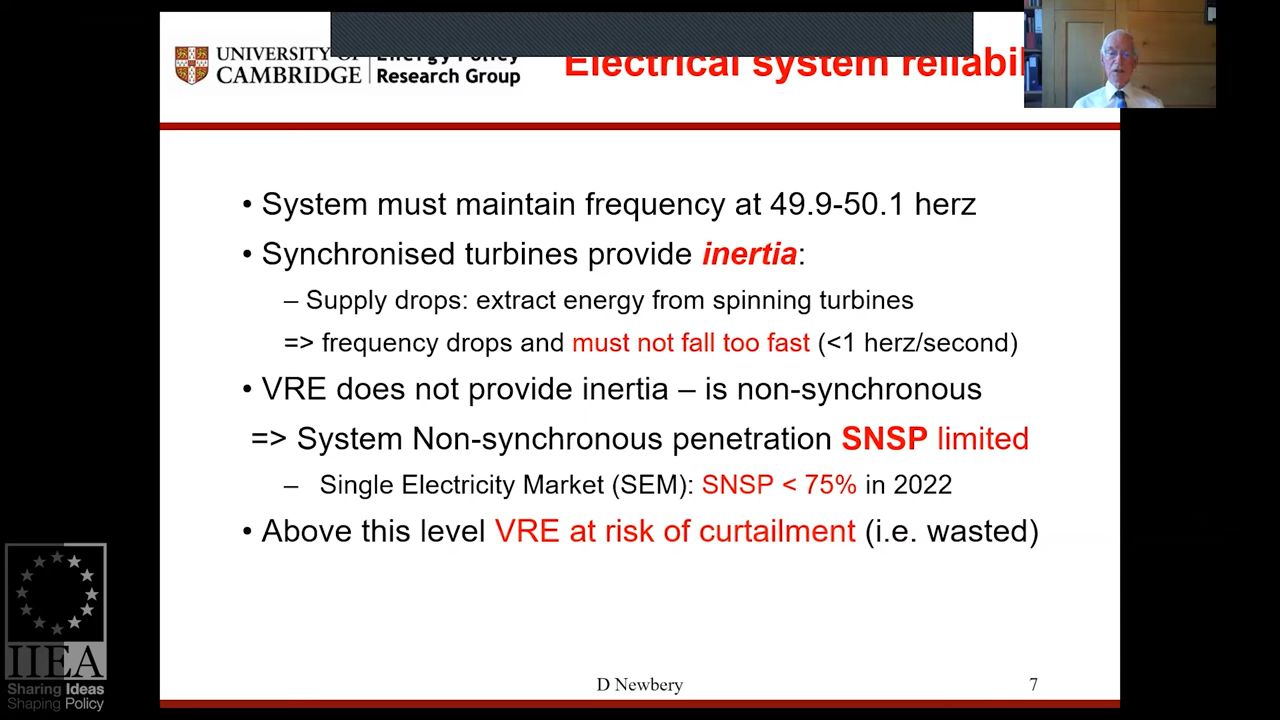 UNIVERSITY OF
CAMBRIDGE
Energy Policy
Research Group
Electrical system reliabil
• System must maintain frequency at 49.9-50.1 herz
• Synchronised turbines provide inertia:
– Supply drops: extract energy from spinning turbines
=> frequency drops and must not fall too fast (<1 herz/second)
• VRE does not provide inertia – is non-synchronous
=> System Non-synchronous penetration SNSP limited
– Single Electricity Market (SEM): SNSP < 75% in 2022
• Above this level VRE at risk of curtailment (i.e. wasted)
IIEA
Sharing Ideas
Shaping Policy
D Newbery
7